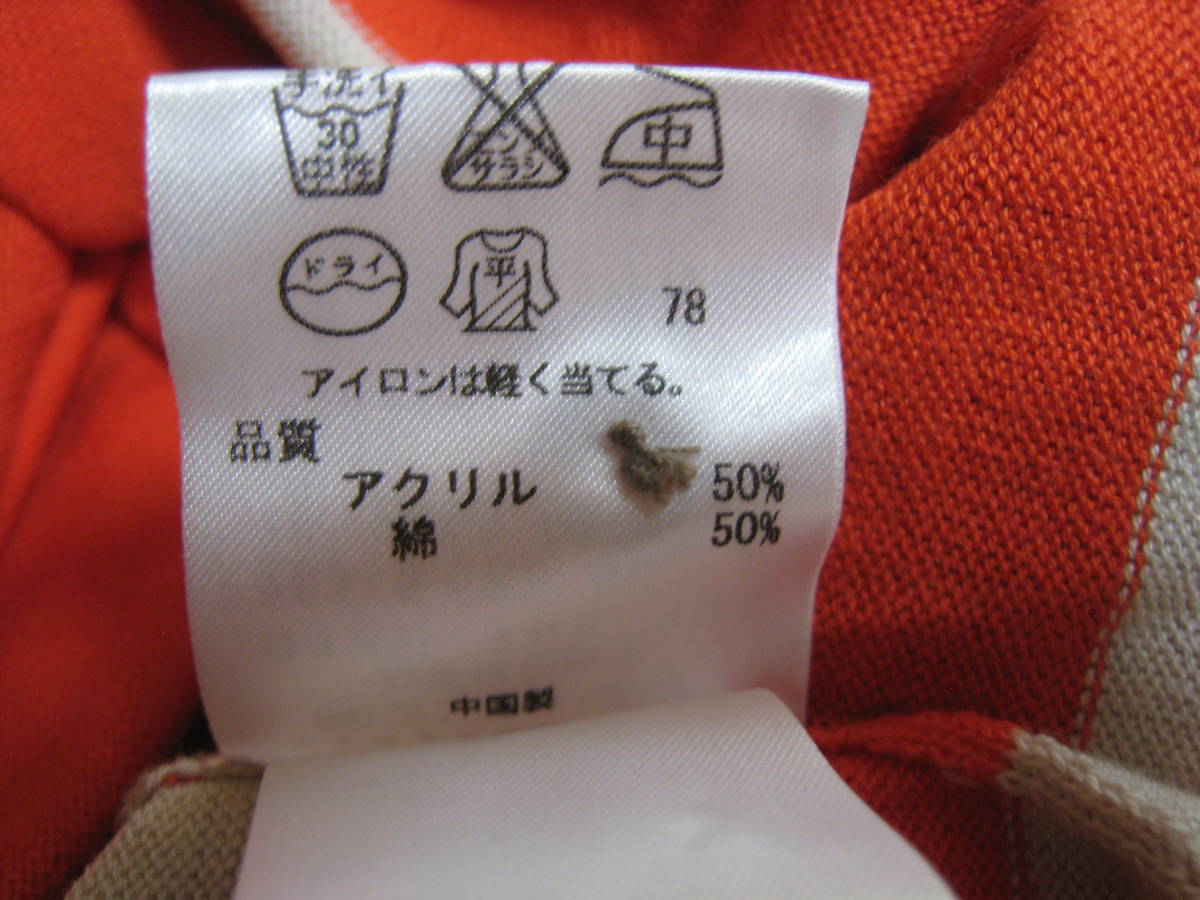 手洗イ
30
中性
エンソ
サラシ
中
ドライ
平
78
アイロンは軽く当てる。
品質
アクリル 50%
綿 50%
中国製